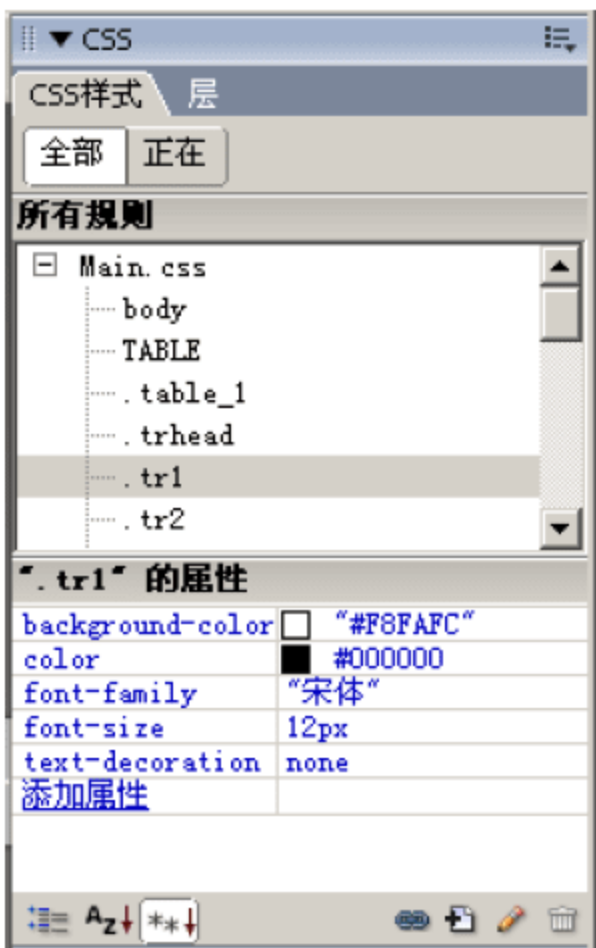 CSS
CSS样式 层
全部 正在
所有规则
Main.css
body
TABLE
.table_1
.trhead
.tr1
.tr2
".tr1" 的属性
background-color "#F8FAFC"
color #000000
font-family "宋体"
font-size 12px
text-decoration none
添加属性
AZ **